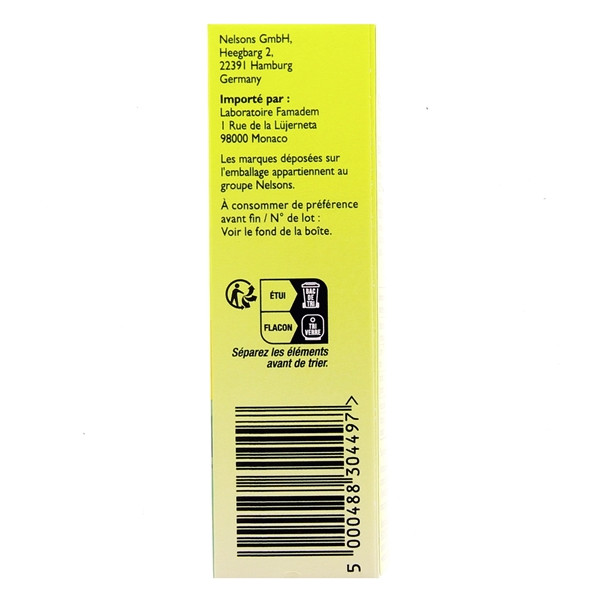 Nelsons GmbH,
Heegbarg 2,
22391 Hamburg
Germany
Importé par :
Laboratoire Famadem
1 Rue de la Lüjerneta
98000 Monaco
Les marques déposées sur
l'emballage appartiennent au
groupe Nelsons.
À consommer de préférence
avant fin / N° de lot :
Voir le fond de la boîte.
ÉTUI
BAC
DE
TRI
FLACON
TRI
VERRE
Séparez les éléments
avant de trier.
5 000488 304497 >